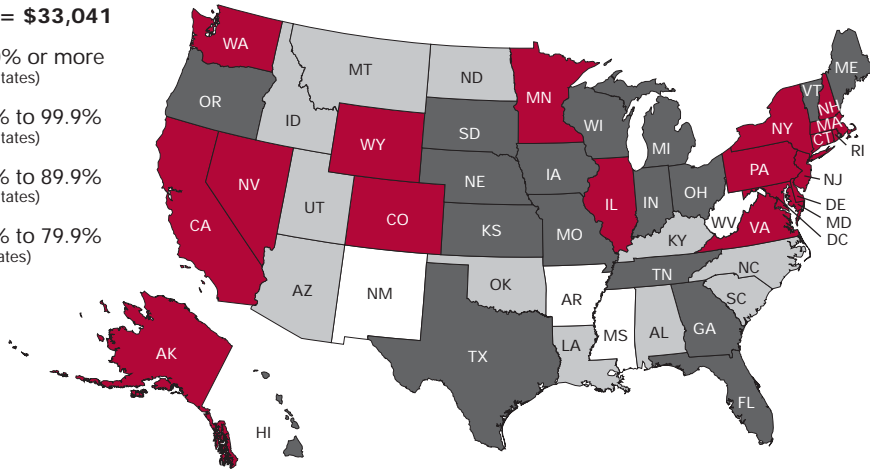 = $33,041
% or more
tates)
% to 99.9%
tates)
% to 89.9%
tates)
% to 79.9%
ates)
WA
MT
ND
MN
OR
ID
WY
SD
WI
MI
NY
VT
ME
NH
MA
CT
RI
NV
UT
CO
NE
IA
IL
IN
OH
PA
NJ
DE
MD
DC
CA
KS
MO
KY
WV
VA
AZ
NM
OK
AR
TN
NC
SC
TX
LA
MS
AL
GA
FL
AK
HI